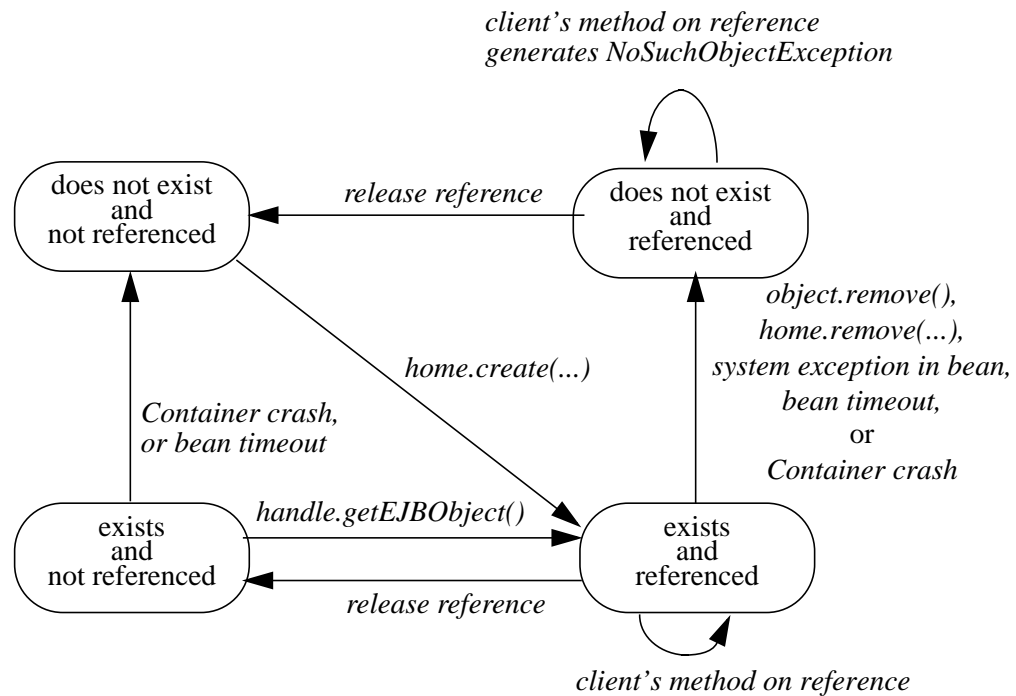 client's method on reference
generates NoSuchObjectException
does not exist
and
not referenced
release reference
does not exist
and
referenced
object.remove(),
home.remove(...),
system exception in bean,
bean timeout,
or
Container crash
home.create(...)
Container crash,
or bean timeout
exists
and
not referenced
handle.getEJBObject()
release reference
exists
and
referenced
client's method on reference